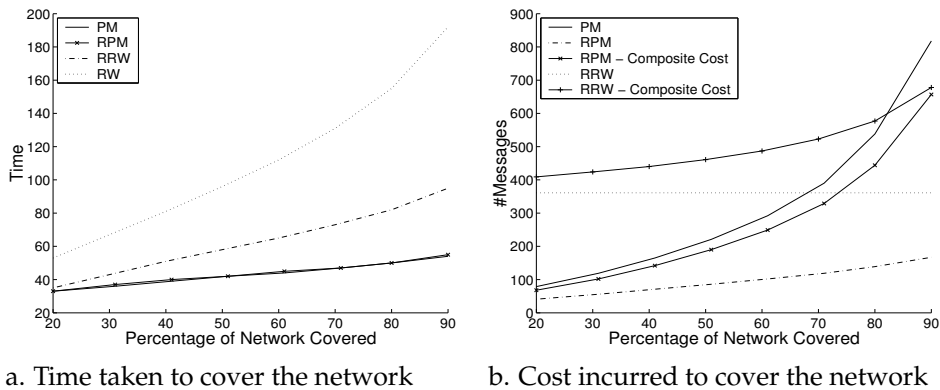 200
180
160
140
120
100
80
60
40
20
Time
PM
RPM
RRW
RW
20 30 40 50 60 70 80 90
Percentage of Network Covered
900
800
700
600
500
400
300
200
100
0
#Messages
PM
RPM
RPM − Composite Cost
RRW
RRW − Composite Cost
20 30 40 50 60 70 80 90
Percentage of Network Covered
a. Time taken to cover the network
b. Cost incurred to cover the network